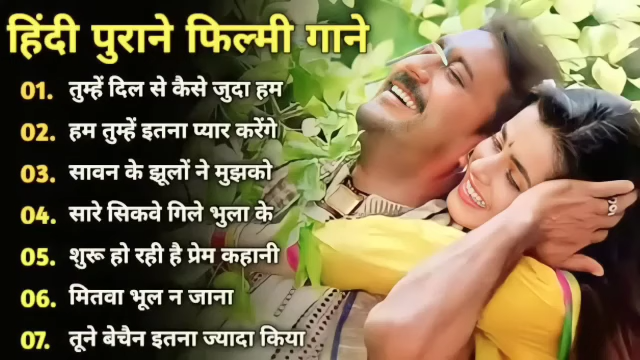 हिंदी पुराने फिल्मी गाने
01. तुम्हें दिल से कैसे जुदा हम
02. हम तुम्हें इतना प्यार करेंगे
03. सावन के झूलों ने मुझको
04. सारे सिकवे गिले भुला के
05. शुरू हो रही है प्रेम कहानी
06. मितवा भूल न जाना
07. तूने बेचैन इतना ज्यादा किया